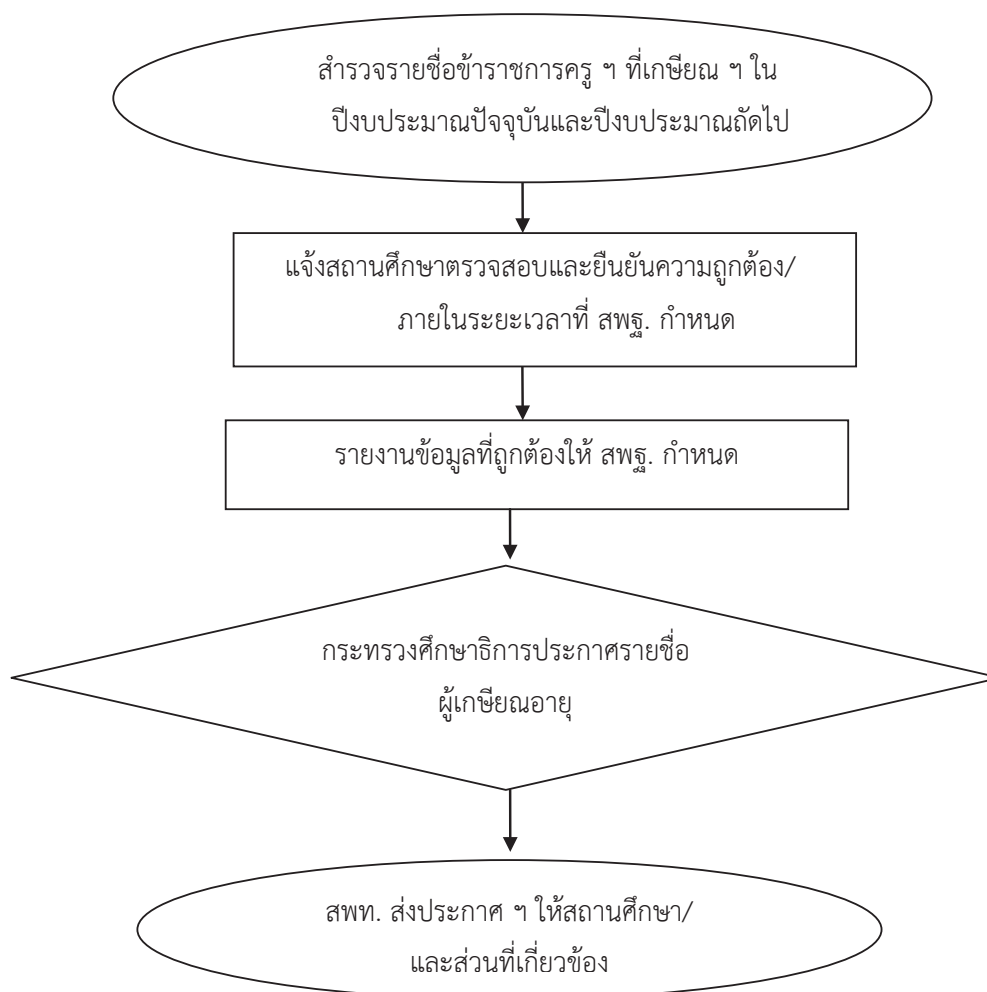 สำรวจรายชื่อข้าราชการครู ฯ ที่เกษียณ ฯ ใน
ปีงบประมาณปัจจุบันและปีงบประมาณถัดไป
แจ้งสถานศึกษาตรวจสอบและยืนยันความถูกต้อง/
ภายในระยะเวลาที่ สพฐ. กำหนด
รายงานข้อมูลที่ถูกต้องให้ สพฐ. กำหนด
กระทรวงศึกษาธิการประกาศรายชื่อ
ผู้เกษียณอายุ
สพท. ส่งประกาศ ฯ ให้สถานศึกษา/
และส่วนที่เกี่ยวข้อง